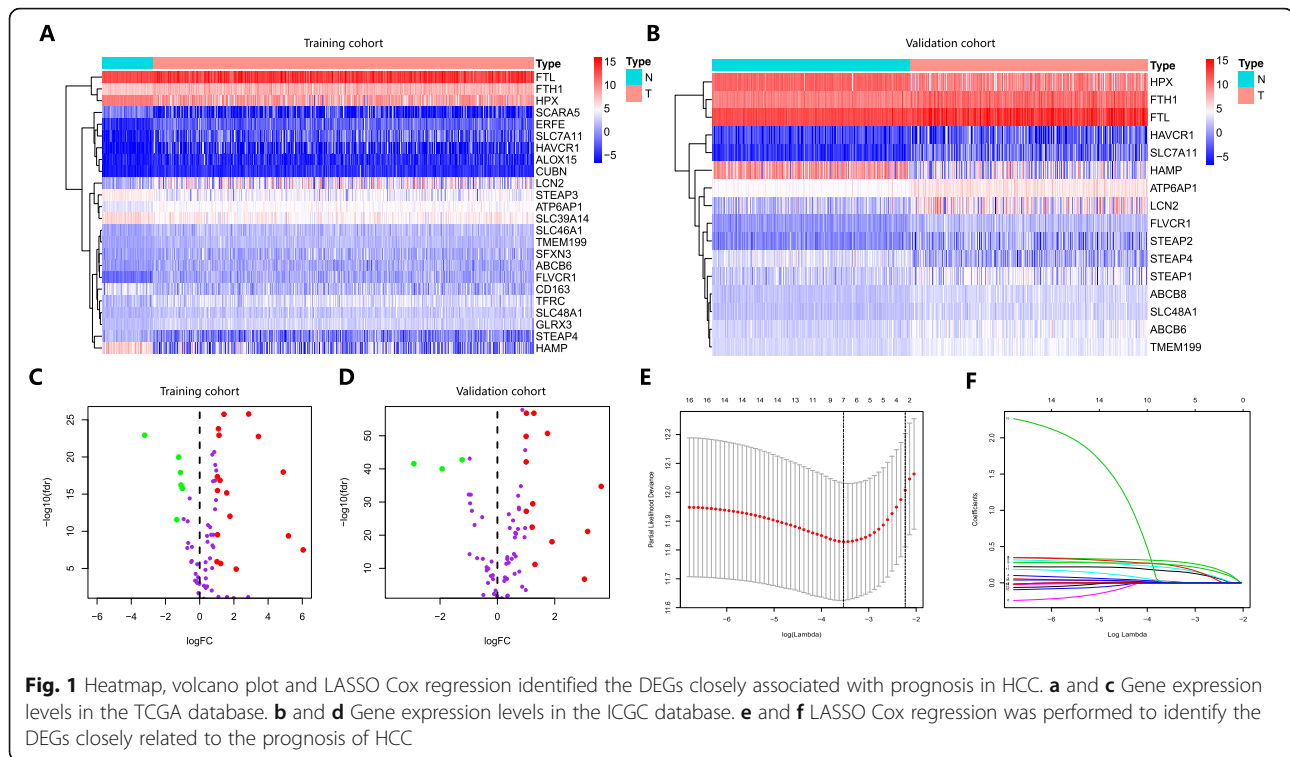 A
Training cohort
Type
N
T
15
10
5
0
−5
FTL
FTH1
HPX
SCARA5
ERFE
SLC7A11
HAVCR1
ALOX15
CUBN
LCN2
STEAP3
ATP6AP1
SLC39A14
SLC46A1
TMEM199
SFXN3
ABCB6
FLVCR1
CD163
TFRC
SLC48A1
GLRX3
STEAP4
HAMP
B
Validation cohort
Type
N
T
15
10
5
0
−5
HPX
FTH1
FTL
HAVCR1
SLC7A11
HAMP
ATP6AP1
LCN2
FLVCR1
STEAP2
STEAP4
STEAP1
ABCB8
SLC48A1
ABCB6
TMEM199
C
Training cohort
−log10(fdr)
25
20
15
10
5
−6 −4 −2 0 2 4 6
logFC
D
Validation cohort
−log10(fdr)
50
40
30
20
10
−2 0 2
logFC
E
16 16 14 14 14 13 11 9 7 6 5 5 4 2
Partial Likelihood Deviance
12.2
12.1
12.0
11.9
11.8
11.7
11.6
−6 −5 −4 −3 −2
log(Lambda)
F
16 14 10 5 0
Coefficients
2.0
1.5
1.0
0.5
0.0
−6 −5 −4 −3 −2
Log Lambda
Fig. 1 Heatmap, volcano plot and LASSO Cox regression identified the DEGs closely associated with prognosis in HCC. a and c Gene expression
levels in the TCGA database. b and d Gene expression levels in the ICGC database. e and f LASSO Cox regression was performed to identify the
DEGs closely related to the prognosis of HCC